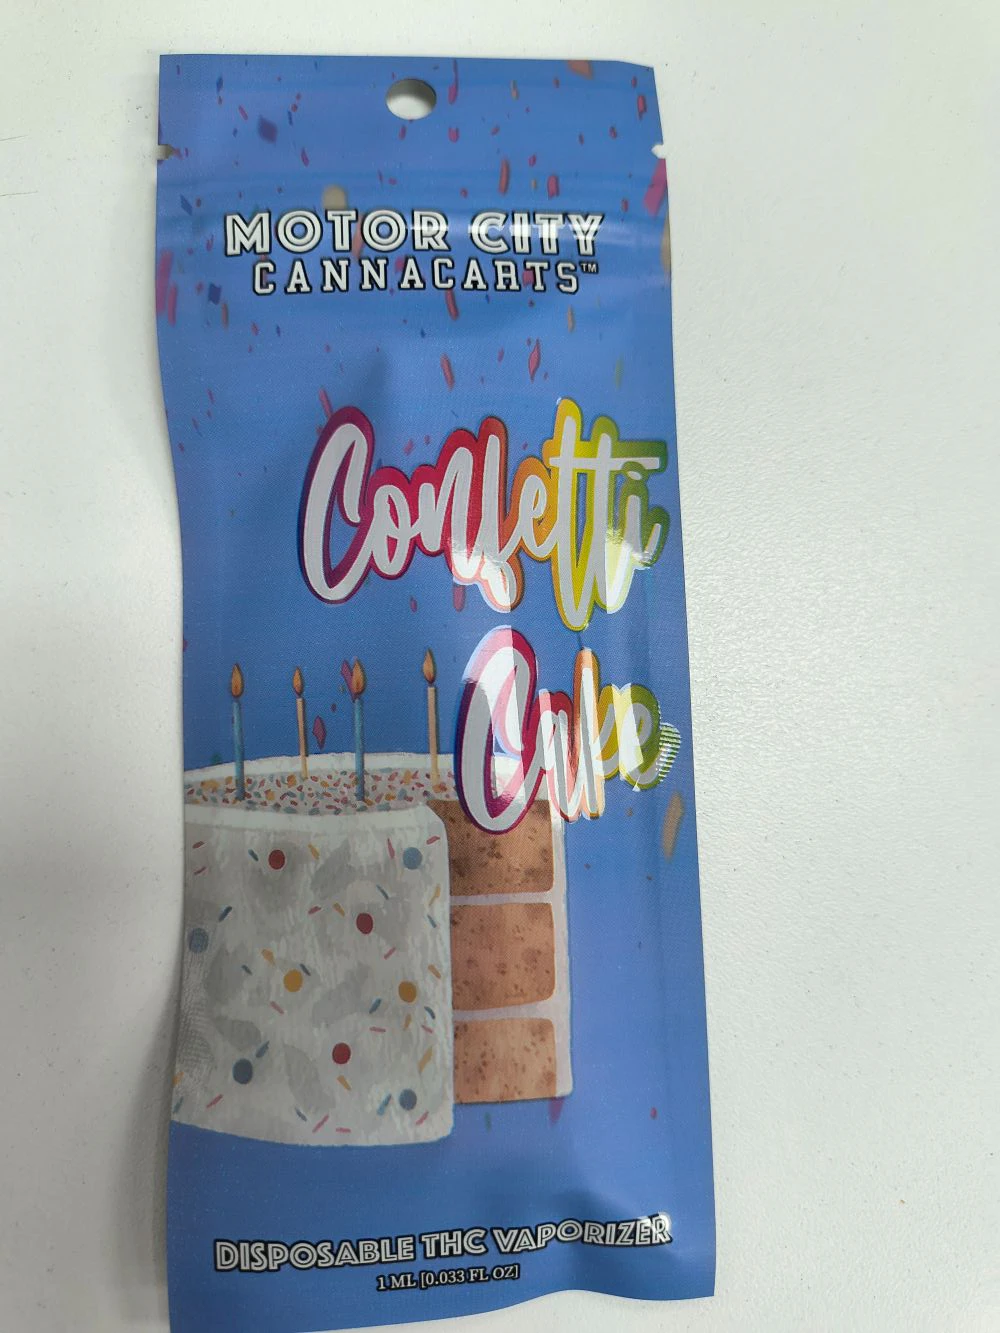 MOTOR CITY
CANNACARTS™
Confetti
Cake
DISPOSABLE THC VAPORIZER
1 ML [0.033 FL OZ]